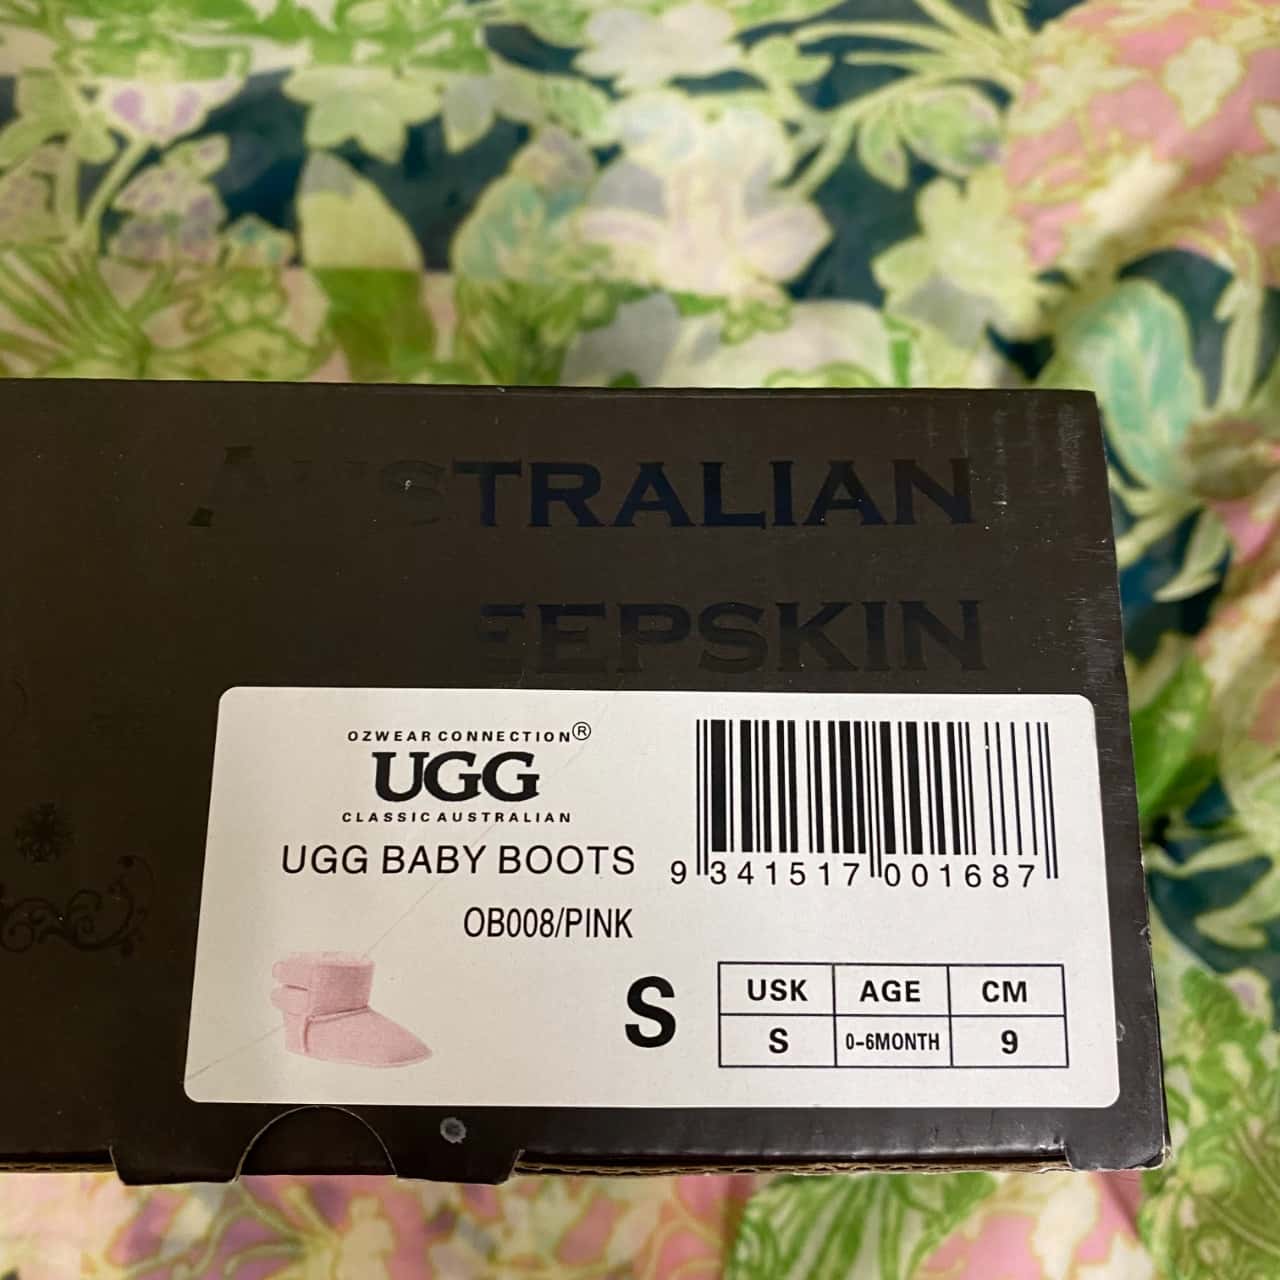 AUSTRALIAN
EEPSKIN
OZWEAR CONNECTION®
UGG
CLASSIC AUSTRALIAN
UGG BABY BOOTS
OB008/PINK
9 341517 001687
S
USK AGE CM
S 0-6MONTH 9